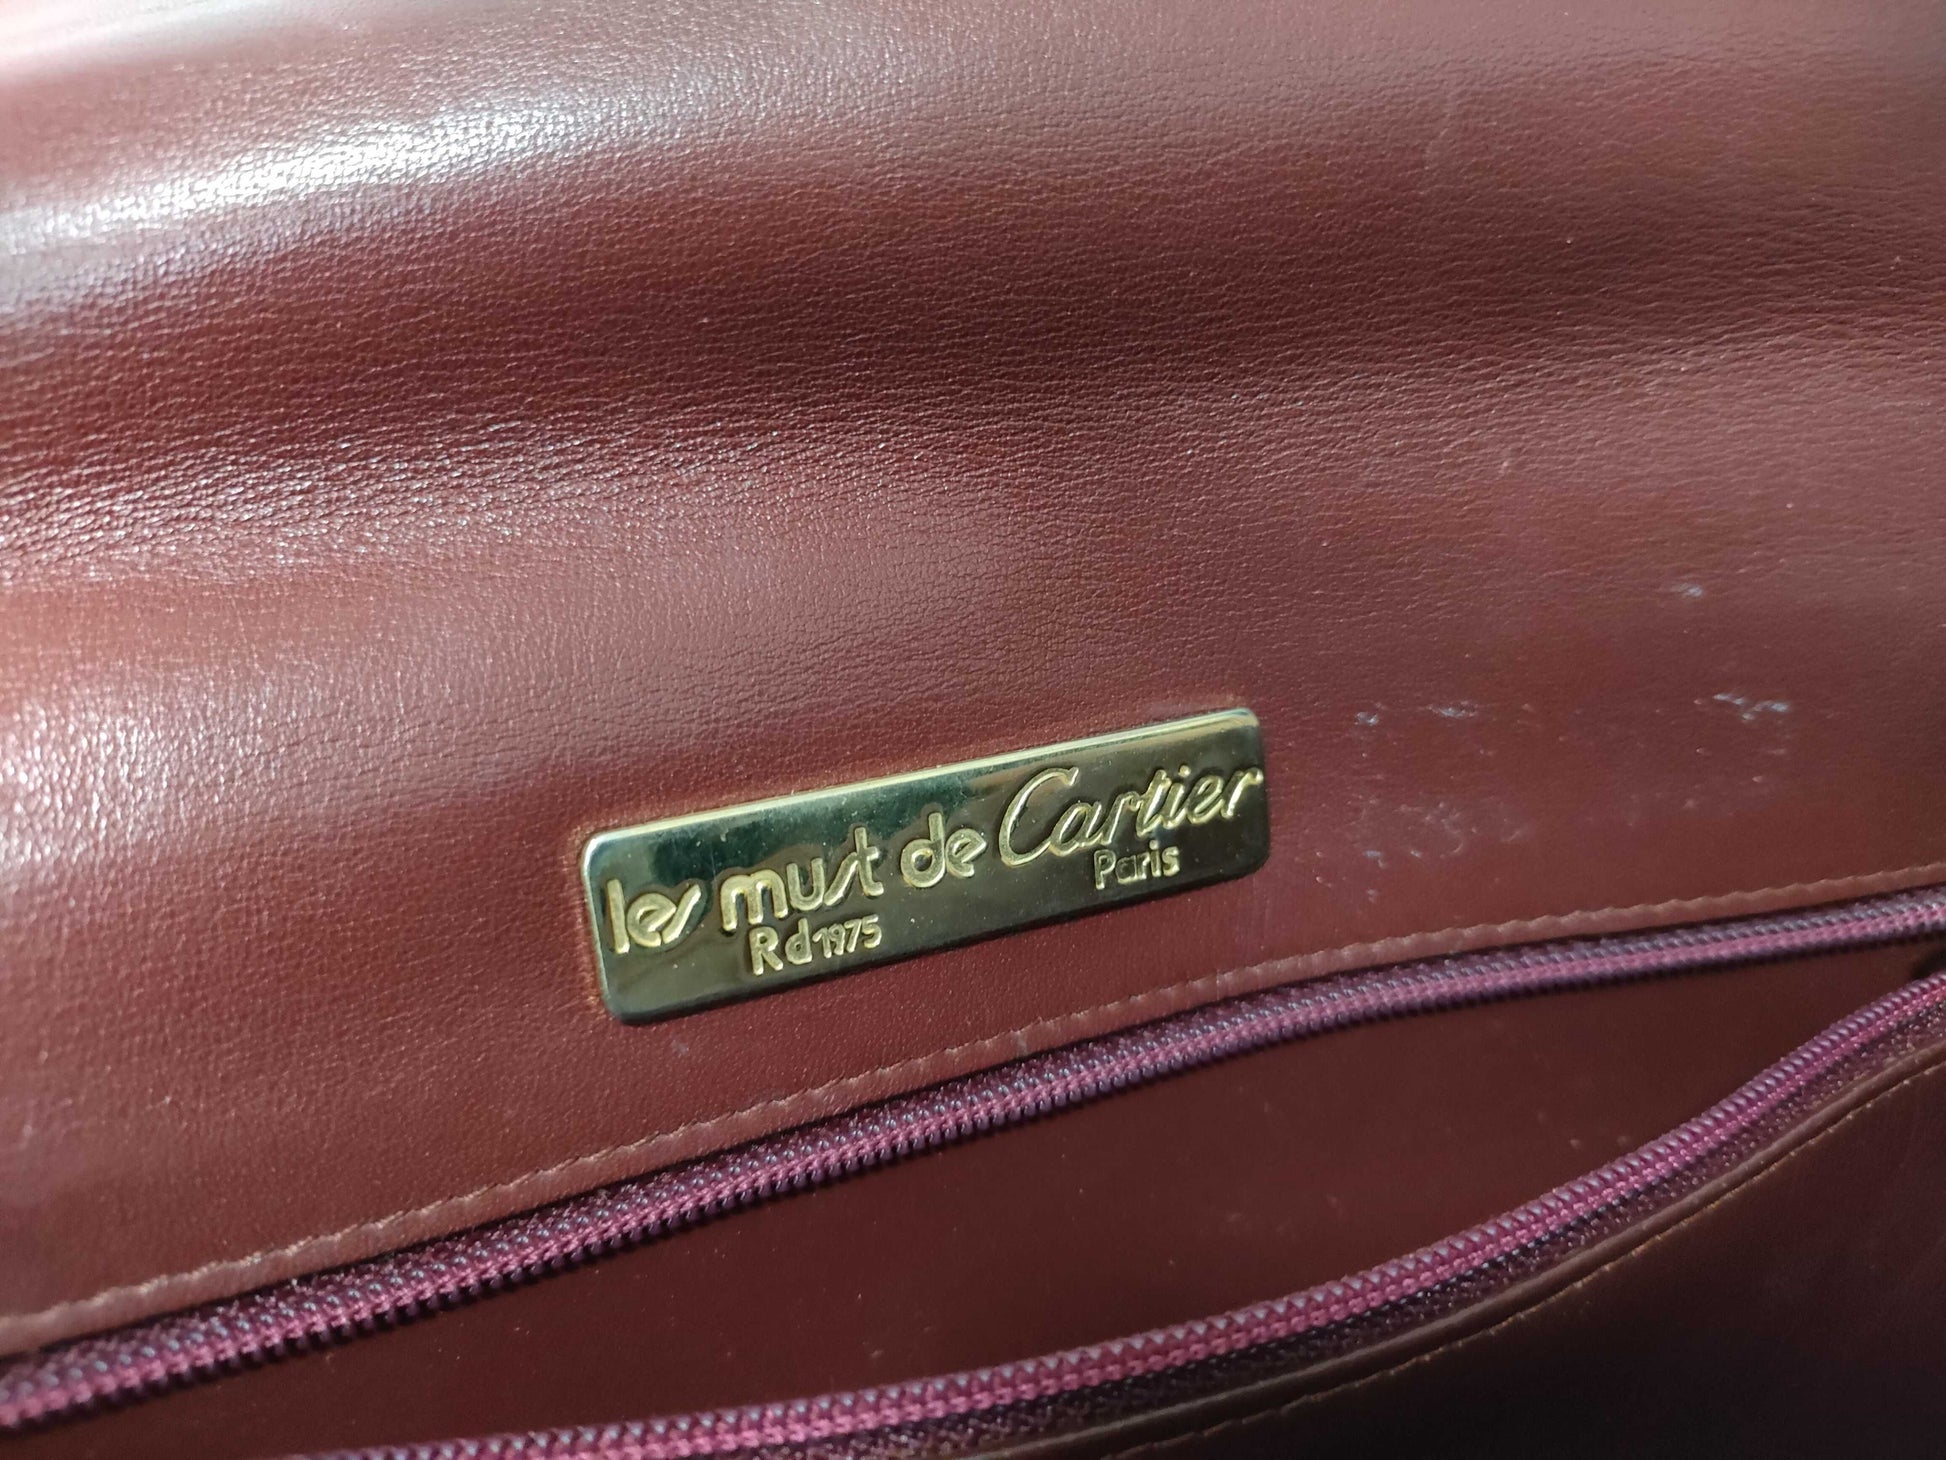 les must de Cartier
Paris
Rd 1975